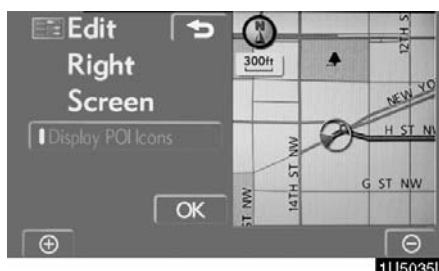 Edit
Right
Screen
Display POI Icons
OK
N
300ft
12TH S
NEW YO
H ST N
14TH ST NW
G ST NW
ST NW
1U5035